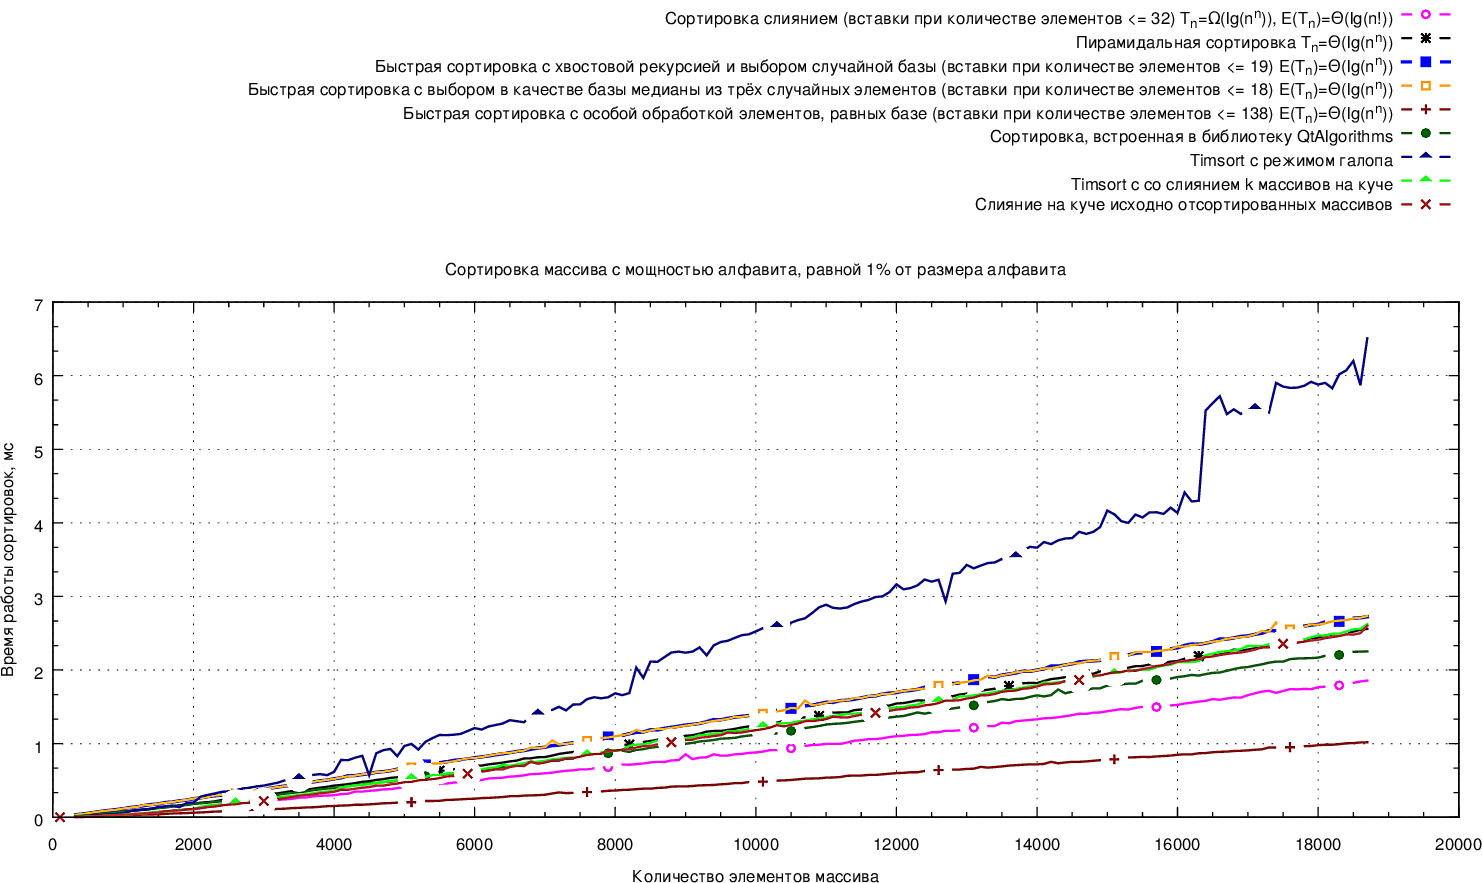 Сортировка слиянием (вставки при количестве элементов <= 32) Tn=Ω(lg(nⁿ)), E(Tn)=Θ(lg(n!))
Пирамидальная сортировка Tn=Θ(lg(nⁿ))
Быстрая сортировка с хвостовой рекурсией и выбором случайной базы (вставки при количестве элементов <= 19) E(Tn)=Θ(lg(nⁿ))
Быстрая сортировка с выбором в качестве базы медианы из трёх случайных элементов (вставки при количестве элементов <= 18) E(Tn)=Θ(lg(nⁿ))
Быстрая сортировка с особой обработкой элементов, равных базе (вставки при количестве элементов <= 138) E(Tn)=Θ(lg(nⁿ))
Сортировка, встроенная в библиотеку QtAlgorithms
Timsort с режимом галопа
Timsort с со слиянием k массивов на куче
Слияние на куче исходно отсортированных массивов
Сортировка массива с мощностью алфавита, равной 1% от размера алфавита
Время работы сортировок, мс
7
6
5
4
3
2
1
0
0 2000 4000 6000 8000 10000 12000 14000 16000 18000 20000
Количество элементов массива